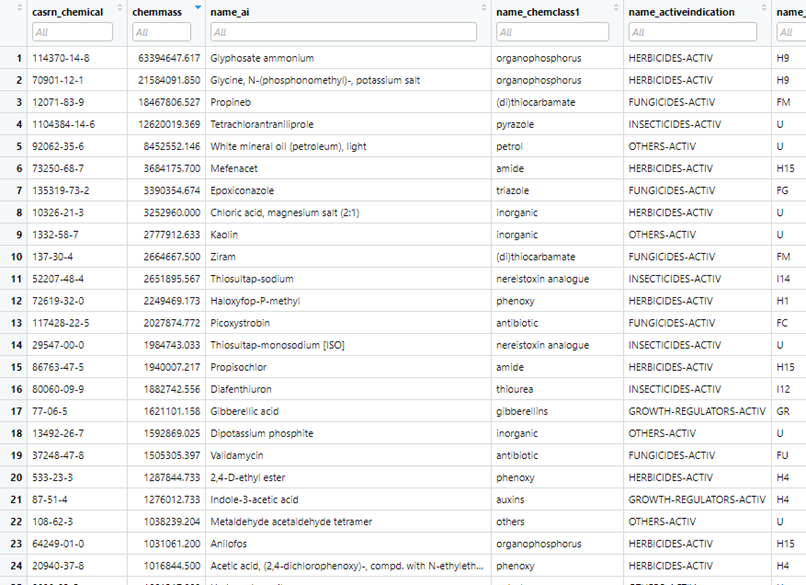 casrn_chemical chemmass name_ai name_chemclass1 name_activeindication name_
All All All All All All
1 114370-14-8 63394647.617 Glyphosate ammonium organophosphorus HERBICIDES-ACTIV H9
2 70901-12-1 21584091.850 Glycine, N-(phosphonomethyl)-, potassium salt organophosphorus HERBICIDES-ACTIV H9
3 12071-83-9 18467806.527 Propineb (di)thiocarbamate FUNGICIDES-ACTIV FM
4 1104384-14-6 12620019.369 Tetrachlorantraniliprole pyrazole INSECTICIDES-ACTIV U
5 92062-35-6 8452552.146 White mineral oil (petroleum), light petrol OTHERS-ACTIV U
6 73250-68-7 3684175.700 Mefenacet amide HERBICIDES-ACTIV H15
7 135319-73-2 3390354.674 Epoxiconazole triazole FUNGICIDES-ACTIV FG
8 10326-21-3 3252960.000 Chloric acid, magnesium salt (2:1) inorganic HERBICIDES-ACTIV U
9 1332-58-7 2777912.633 Kaolin inorganic OTHERS-ACTIV U
10 137-30-4 2664667.500 Ziram (di)thiocarbamate FUNGICIDES-ACTIV FM
11 52207-48-4 2651895.567 Thiosultap-sodium nereistoxin analogue INSECTICIDES-ACTIV I14
12 72619-32-0 2249469.173 Haloxyfop-P-methyl phenoxy HERBICIDES-ACTIV H1
13 117428-22-5 2027874.772 Picoxystrobin antibiotic FUNGICIDES-ACTIV FC
14 29547-00-0 1984743.033 Thiosultap-monosodium [ISO] nereistoxin analogue INSECTICIDES-ACTIV U
15 86763-47-5 1940007.217 Propisochlor amide HERBICIDES-ACTIV H15
16 80060-09-9 1882742.556 Diafenthiuron thiourea INSECTICIDES-ACTIV I12
17 77-06-5 1621101.158 Gibberellic acid gibberellins GROWTH-REGULATORS-ACTIV GR
18 13492-26-7 1592869.025 Dipotassium phosphite inorganic OTHERS-ACTIV U
19 37248-47-8 1505305.397 Validamycin antibiotic FUNGICIDES-ACTIV FU
20 533-23-3 1287844.733 2,4-D-ethyl ester phenoxy HERBICIDES-ACTIV H4
21 87-51-4 1276012.733 Indole-3-acetic acid auxins GROWTH-REGULATORS-ACTIV H4
22 108-62-3 1038239.204 Metaldehyde acetaldehyde tetramer others OTHERS-ACTIV U
23 64249-01-0 1031061.200 Anilofos organophosphorus HERBICIDES-ACTIV H15
24 20940-37-8 1016844.500 Acetic acid, (2,4-dichlorophenoxy)-, compd. with N-ethyleth... phenoxy HERBICIDES-ACTIV H4